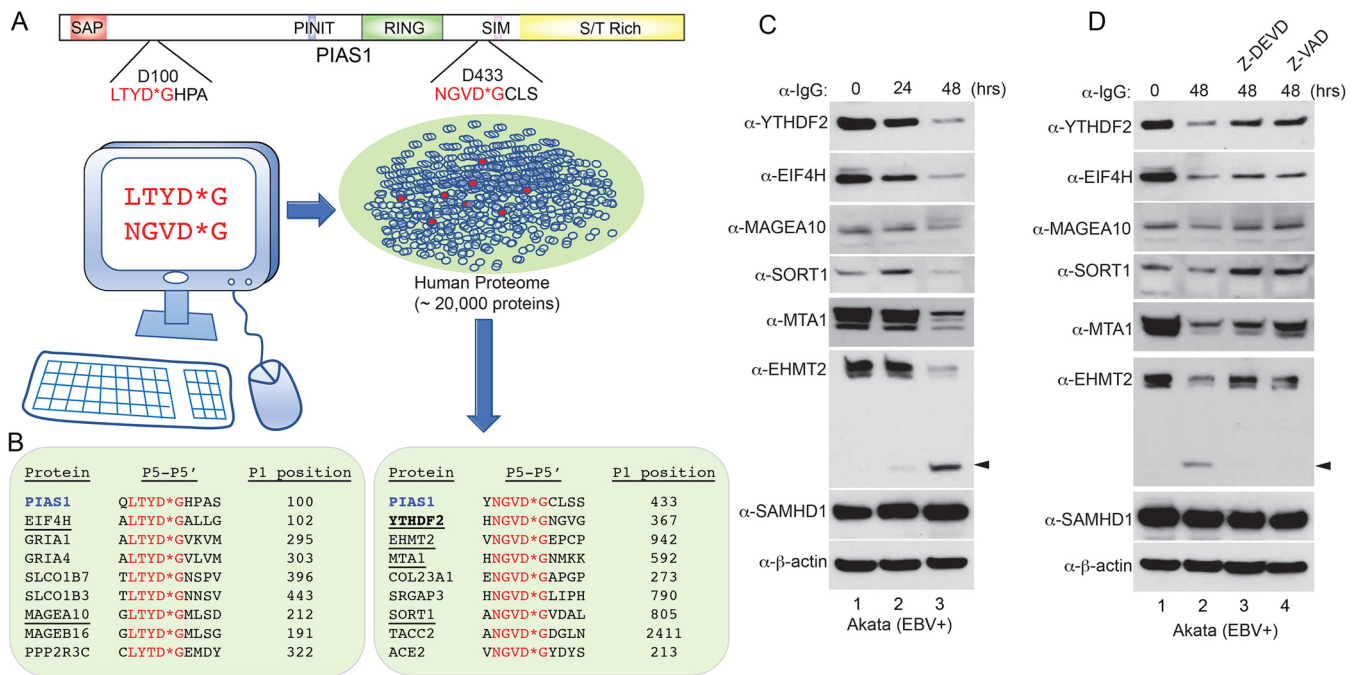 A
SAP PINIT RING SIM S/T Rich
PIAS1
D100 D433
LTYD*GHPA NGVD*GCLS
LTYD*G
NGVD*G
Human Proteome
(~ 20,000 proteins)
B
Protein P5-P5’ P1 position
PIAS1 QLTYD*GHPAS 100
EIF4H ALTYD*GALLG 102
GRIA1 ALTYD*GVKVM 295
GRIA4 ALTYD*GVLVM 303
SLCO1B7 TLTYD*GNSPV 396
SLCO1B3 TLTYD*GNNSV 443
MAGEA10 GLTYD*GMLSD 212
MAGEB16 GLTYD*GMLSG 191
PPP2R3C CLYTD*GEMDY 322
Protein P5-P5’ P1 position
PIAS1 YNGVD*GCLSS 433
YTHDF2 HNGVD*GNGVG 367
EHMT2 VNGVD*GEPCP 942
MTA1 HNGVD*GNMKK 592
COL23A1 ENGVD*GAPGP 273
SRGAP3 HNGVD*GLIPH 790
SORT1 ANGVD*GVDAL 805
TACC2 ANGVD*GDGLN 2411
ACE2 VNGVD*GYDYS 213
C
α-IgG: 0 24 48 (hrs)
α-YTHDF2
α-EIF4H
α-MAGEA10
α-SORT1
α-MTA1
α-EHMT2
α-SAMHD1
α-β-actin
1 2 3
Akata (EBV+)
D
Z-DEVD
Z-VAD
α-IgG: 0 48 48 48 (hrs)
α-YTHDF2
α-EIF4H
α-MAGEA10
α-SORT1
α-MTA1
α-EHMT2
α-SAMHD1
α-β-actin
1 2 3 4
Akata (EBV+)